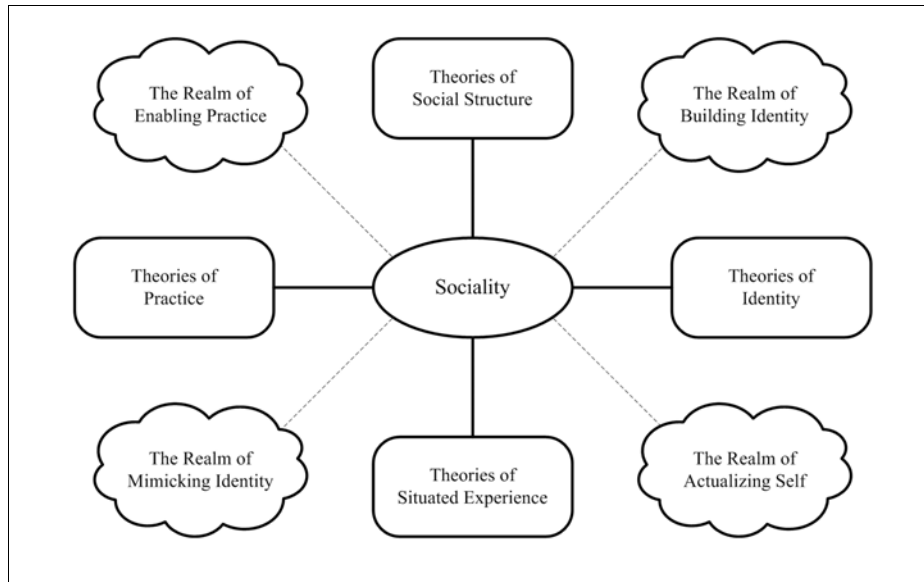 The Realm of
Enabling Practice
Theories of
Social Structure
The Realm of
Building Identity
Theories of
Practice
Sociality
Theories of
Identity
The Realm of
Mimicking Identity
Theories of
Situated Experience
The Realm of
Actualizing Self